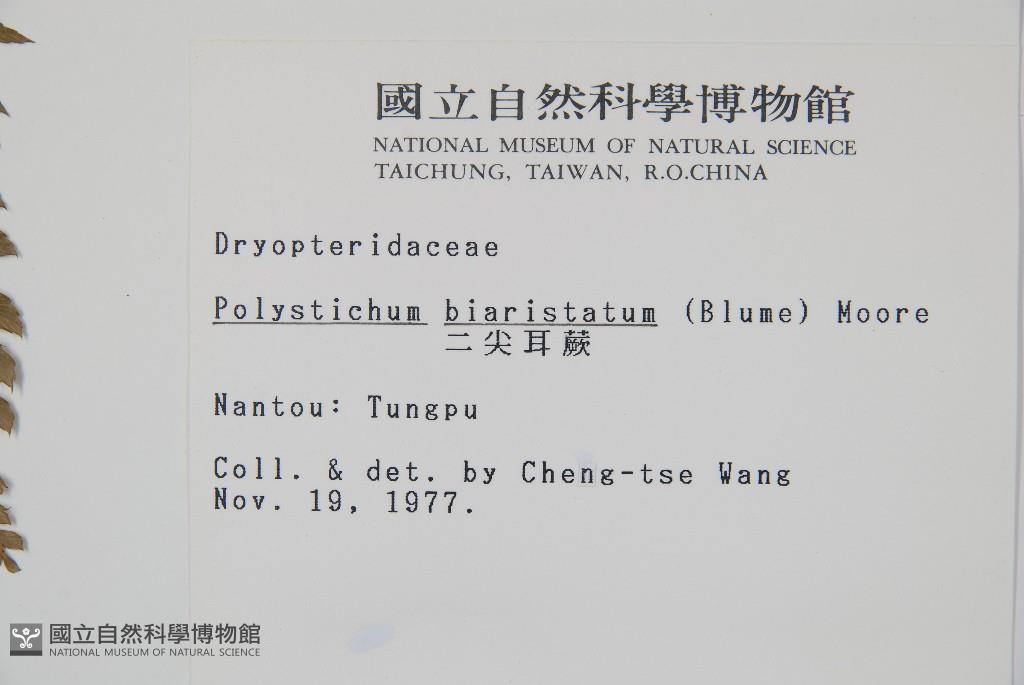 國立自然科學博物館
NATIONAL MUSEUM OF NATURAL SCIENCE
TAICHUNG, TAIWAN, R.O.CHINA
Dryopteridaceae
Polystichum biaristatum (Blume) Moore
二尖耳蕨
Nantou: Tungpu
Coll. & det. by Cheng-tse Wang
Nov. 19, 1977.
國立自然科學博物館
NATIONAL MUSEUM OF NATURAL SCIENCE